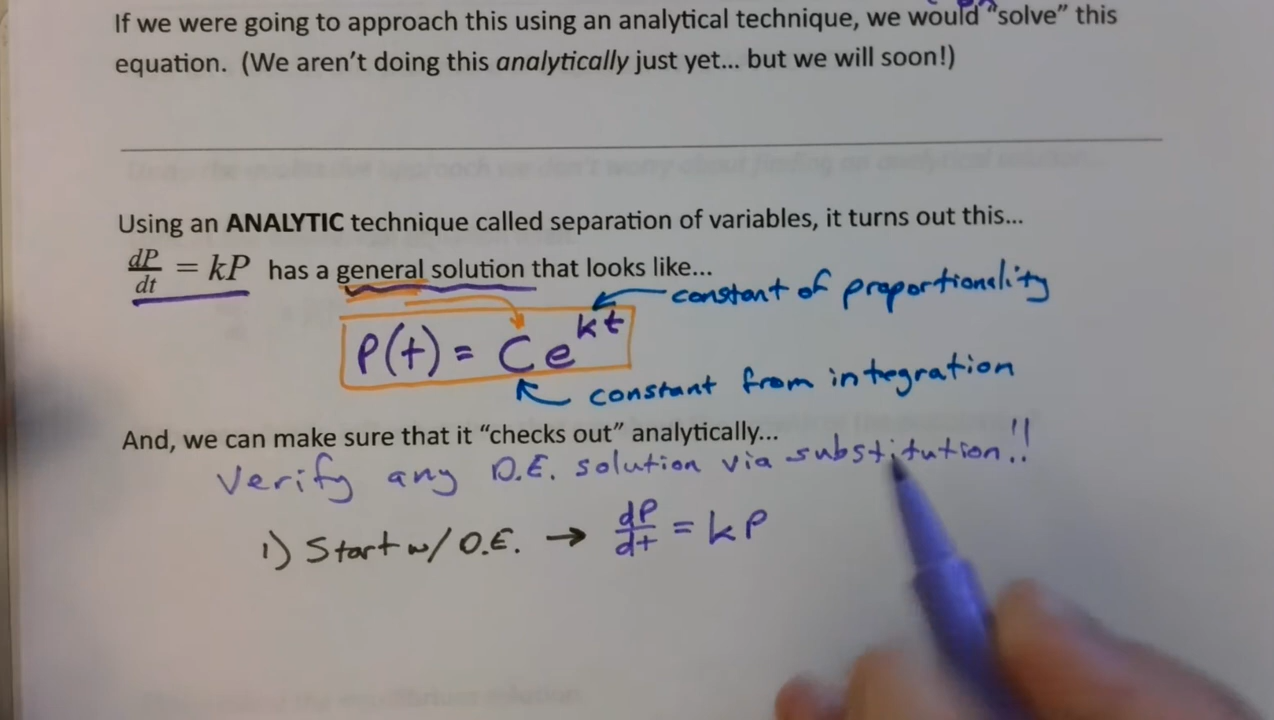 If we were going to approach this using an analytical technique, we would “solve” this
equation. (We aren’t doing this analytically just yet... but we will soon!)
Using an ANALYTIC technique called separation of variables, it turns out this...
dP/dt = kP has a general solution that looks like...
constant of proportionality
P(t) = Ce^kt
constant from integration
And, we can make sure that it “checks out” analytically...
Verify any D.E. solution via substitution!!
1) Start w/ D.E. → dP/dt = kP